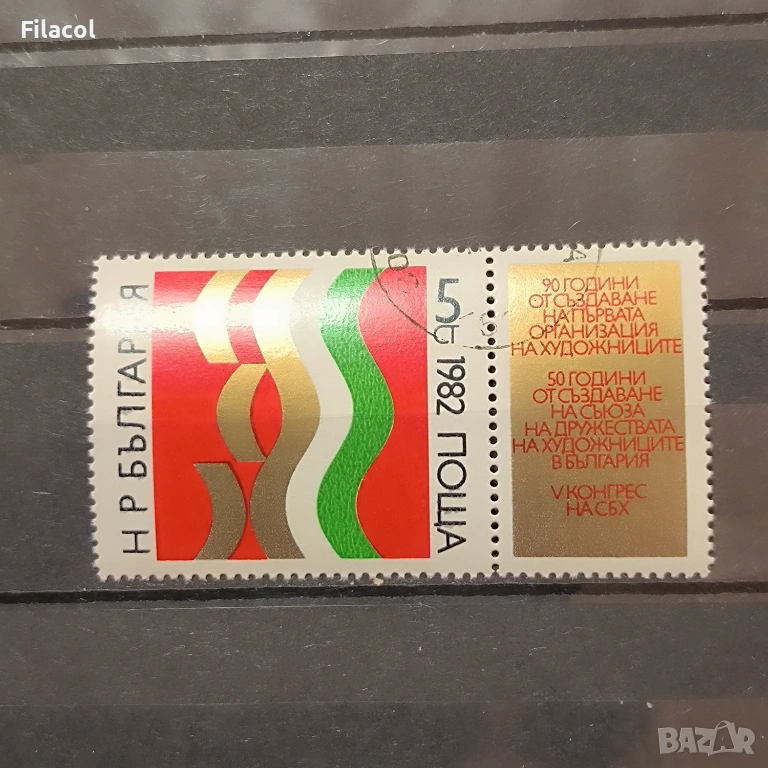 Filacol
Н Р БЪЛГАРИЯ
5 ст 1982 ПОЩА
90 ГОДИНИ
ОТ СЪЗДАВАНЕ
НА ПЪРВАТА
ОРГАНИЗАЦИЯ
НА ХУДОЖНИЦИТЕ
50 ГОДИНИ
ОТ СЪЗДАВАНЕ
НА СЪЮЗА
НА ДРУЖЕСТВАТА
НА ХУДОЖНИЦИТЕ
В БЪЛГАРИЯ
V КОНГРЕС
НА СБХ
BAZAR